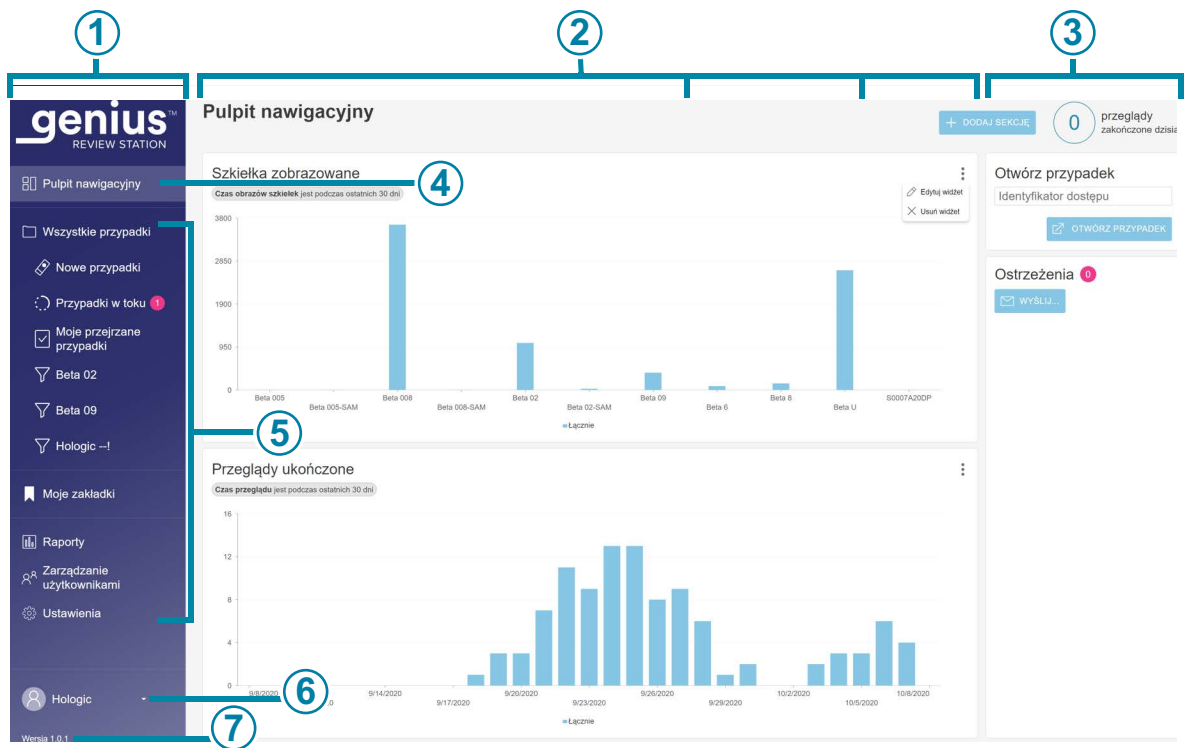 1
2
3
genius™
REVIEW STATION
Pulpit nawigacyjny
Wszystkie przypadki
Nowe przypadki
Przypadki w toku 1
Moje przejrzane
przypadki
Beta 02
Beta 09
Hologic --!
Moje zakładki
Raporty
Zarządzanie
użytkownikami
Ustawienia
Hologic
Wersja 1.0.1
4
5
6
7
Pulpit nawigacyjny
+ DODAJ SEKCJĘ
0
przeglądy
zakończone dzisia
Szkiełka zobrazowane
Czas obrazów szkiełek jest podczas ostatnich 30 dni
Edytuj widżet
Usuń widżet
3800
2850
1900
950
0
Beta 005
Beta 005-SAM
Beta 008
Beta 008-SAM
Beta 02
Beta 02-SAM
Beta 09
Beta 6
Beta 8
Beta U
S0007A20DP
Łącznie
Przeglądy ukończone
Czas przeglądu jest podczas ostatnich 30 dni
16
12
8
4
0
9/8/2020
0
9/14/2020
9/17/2020
9/20/2020
9/23/2020
9/26/2020
9/29/2020
10/2/2020
10/5/2020
10/8/2020
Łącznie
Otwórz przypadek
Identyfikator dostępu
OTWÓRZ PRZYPADEK
Ostrzeżenia 0
WYŚLIJ...